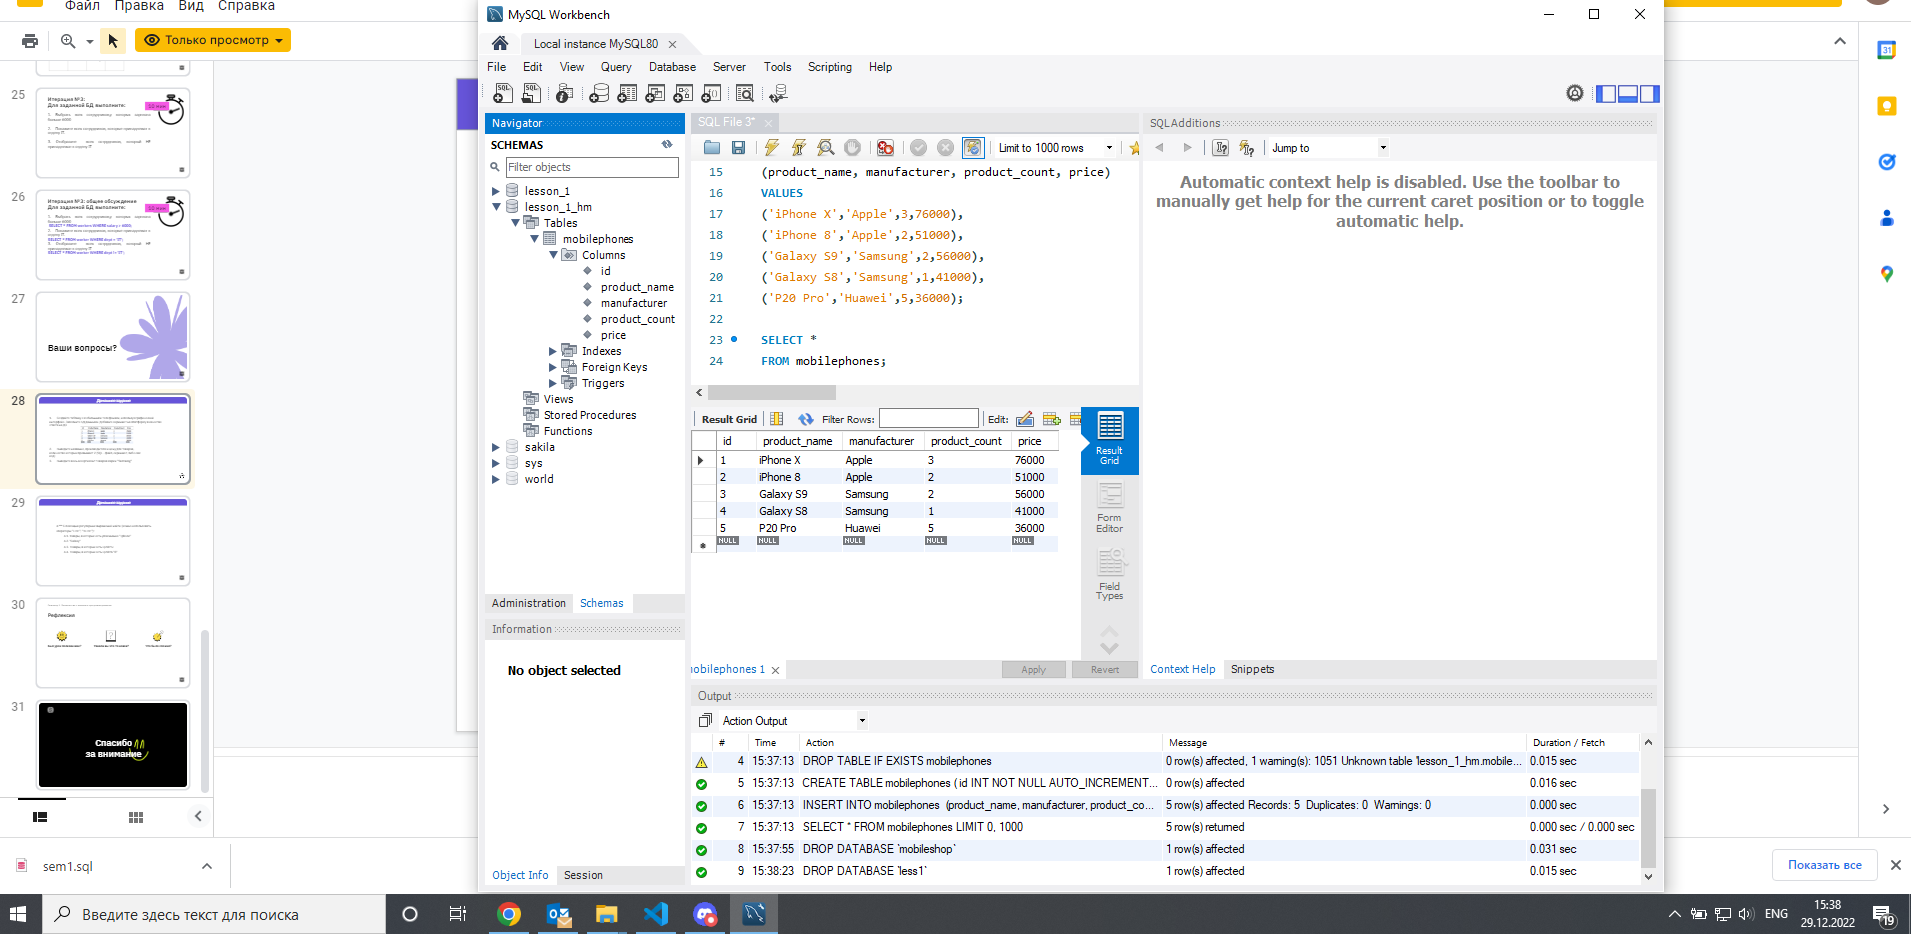 Файл Правка Вид Справка
Только просмотр
25
Итерация №3:
Для заданной БД выполните:
26
Итерация №3: общее обсуждение
Для заданной БД выполните:
27
Ваши вопросы?
28
29
30
Рефлексия
31
Спасибо
за внимание
sem1.sql
MySQL Workbench
Local instance MySQL80
File Edit View Query Database Server Tools Scripting Help
Navigator
SCHEMAS
Filter objects
lesson_1
lesson_1_hm
Tables
mobilephones
Columns
id
product_name
manufacturer
product_count
price
Indexes
Foreign Keys
Triggers
Views
Stored Procedures
Functions
sakila
sys
world
Administration Schemas
Information
No object selected
Object Info Session
SQL File 3*
Limit to 1000 rows
15 (product_name, manufacturer, product_count, price)
16 VALUES
17 ('iPhone X','Apple',3,76000),
18 ('iPhone 8','Apple',2,51000),
19 ('Galaxy S9','Samsung',2,56000),
20 ('Galaxy S8','Samsung',1,41000),
21 ('P20 Pro','Huawei',5,36000);
22
23 SELECT *
24 FROM mobilephones;
Result Grid Filter Rows: Edit:
id product_name manufacturer product_count price
1 iPhone X Apple 3 76000
2 iPhone 8 Apple 2 51000
3 Galaxy S9 Samsung 2 56000
4 Galaxy S8 Samsung 1 41000
5 P20 Pro Huawei 5 36000
NULL NULL NULL NULL NULL
Result
Grid
Form
Editor
Field
Types
obilephones 1
Apply Revert
SQLAdditions
Jump to
Automatic context help is disabled. Use the toolbar to
manually get help for the current caret position or to toggle
automatic help.
Context Help Snippets
Output
Action Output
# Time Action Message Duration / Fetch
4 15:37:13 DROP TABLE IF EXISTS mobilephones 0 row(s) affected, 1 warning(s): 1051 Unknown table 'lesson_1_hm.mobile... 0.015 sec
5 15:37:13 CREATE TABLE mobilephones ( id INT NOT NULL AUTO_INCREMENT... 0 row(s) affected 0.016 sec
6 15:37:13 INSERT INTO mobilephones (product_name, manufacturer, product_co... 5 row(s) affected Records: 5 Duplicates: 0 Warnings: 0 0.000 sec
7 15:37:13 SELECT * FROM mobilephones LIMIT 0, 1000 5 row(s) returned 0.000 sec / 0.000 sec
8 15:37:55 DROP DATABASE `mobileshop` 1 row(s) affected 0.031 sec
9 15:38:23 DROP DATABASE `less1` 1 row(s) affected 0.015 sec
31
Показать все
Введите здесь текст для поиска
ENG
15:38
29.12.2022
19